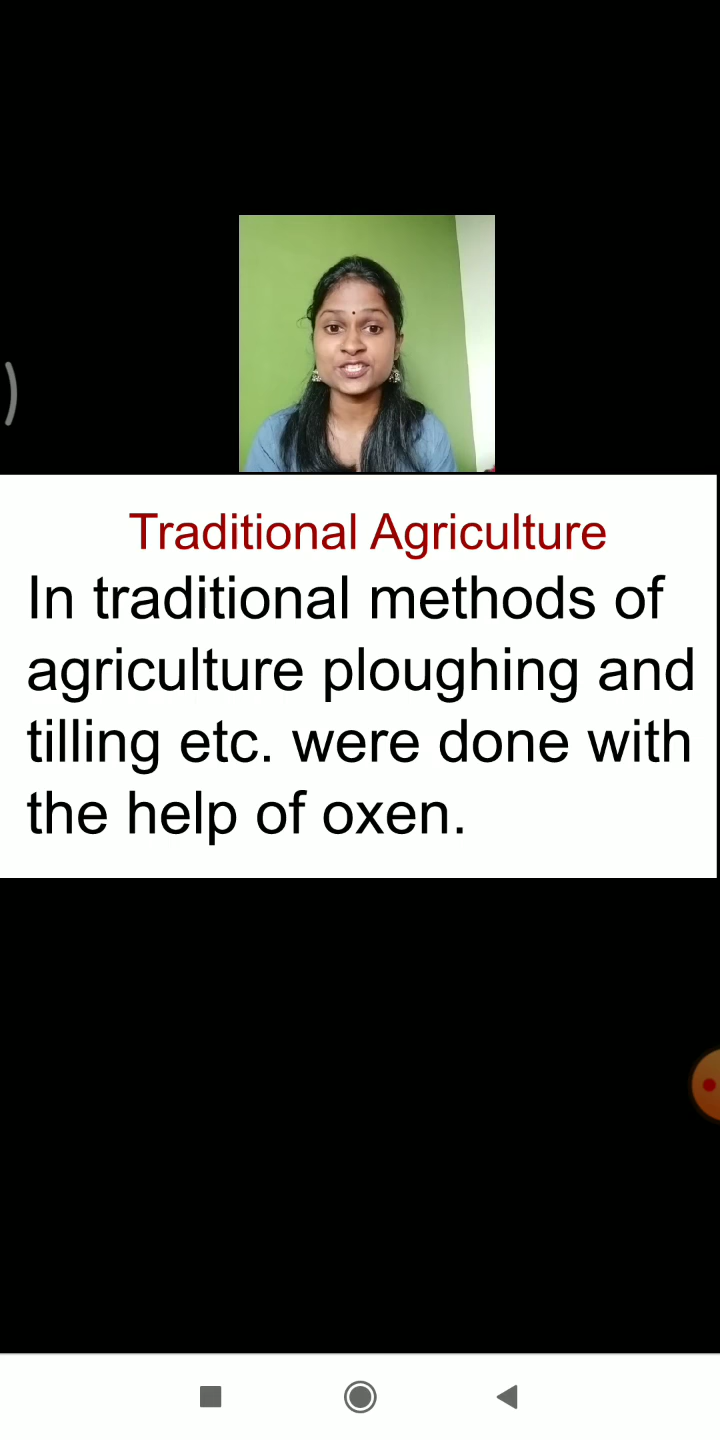 Traditional Agriculture
In traditional methods of
agriculture ploughing and
tilling etc. were done with
the help of oxen.